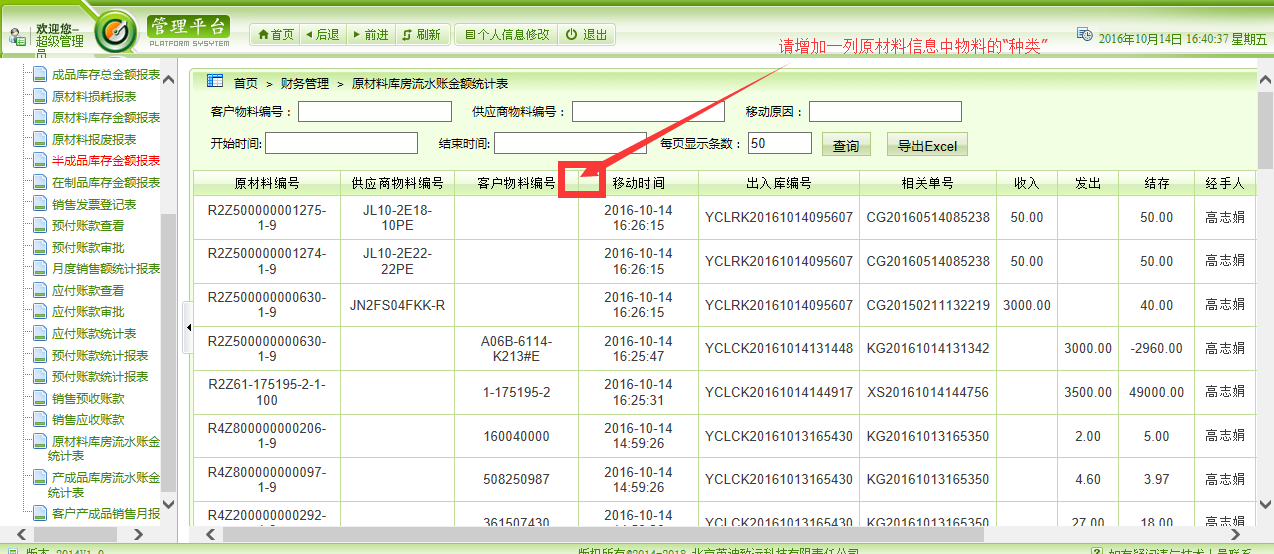 欢迎您—
超级管理
员
管理平台
PLATFORM SYSYTEM
首页 后退 前进 刷新 个人信息修改 退出
2016年10月14日 16:40:37 星期五
请增加一列原材料信息中物料的“种类”
成品库存总金额报表
原材料损耗报表
原材料库存金额报表
原材料报废报表
半成品库存金额报表
在制品库存金额报表
销售发票登记表
预付账款查看
预付账款审批
月度销售额统计报表
应付账款查看
应付账款审批
应付账款统计表
预付账款统计报表
预付账款统计报表
销售预收账款
销售应收账款
原材料库房流水账金
统计表
产成品库房流水账金
统计表
客户产成品销售月报
首页 > 财务管理 > 原材料库房流水账金额统计表
客户物料编号： 供应商物料编号： 移动原因：
开始时间: 结束时间: 每页显示条数： 50 查询 导出Excel
原材料编号 供应商物料编号 客户物料编号 移动时间 出入库编号 相关单号 收入 发出 结存 经手人
R2Z500000001275-1-9 JL10-2E18-10PE 2016-10-14 16:26:15 YCLRK20161014095607 CG20160514085238 50.00 50.00 高志娟
R2Z500000001274-1-9 JL10-2E22-22PE 2016-10-14 16:26:15 YCLRK20161014095607 CG20160514085238 50.00 50.00 高志娟
R2Z500000000630-1-9 JN2FS04FKK-R 2016-10-14 16:26:15 YCLRK20161014095607 CG20150211132219 3000.00 40.00 高志娟
R2Z500000000630-1-9 A06B-6114-K213#E 2016-10-14 16:25:47 YCLCK20161014131448 KG20161014131342 3000.00 -2960.00 高志娟
R2Z61-175195-2-1-100 1-175195-2 2016-10-14 16:25:31 YCLCK20161014144917 XS20161014144756 3500.00 49000.00 高志娟
R4Z800000000206-1-9 160040000 2016-10-14 14:59:26 YCLCK20161013165430 KG20161013165350 2.00 5.00 高志娟
R4Z800000000097-1-9 508250987 2016-10-14 14:59:26 YCLCK20161013165430 KG20161013165350 4.60 3.97 高志娟
R4Z200000000292-1-9 361507430 2016-10-14 YCLCK20161013165430 KG20161013165350 27.00 18.00 高志娟
版本 2014V1.0